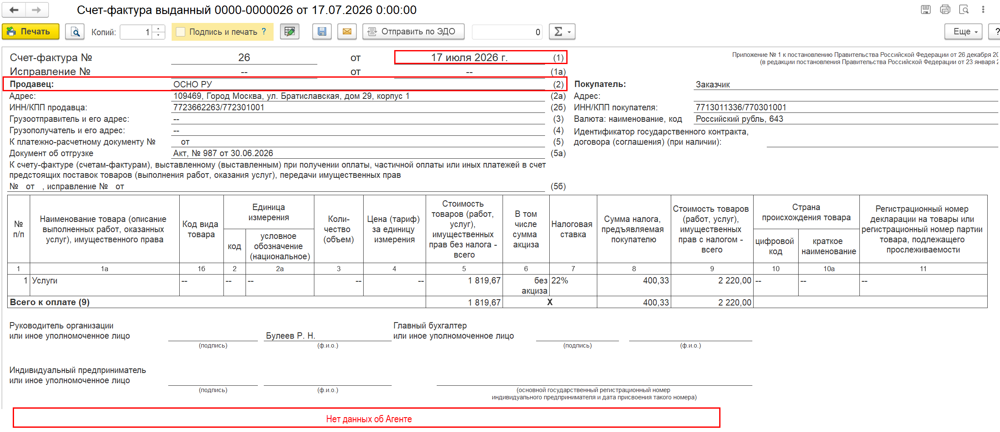 Счет-фактура выданный 0000-0000026 от 17.07.2026 0:00:00
Печать
Копий: 1
Подпись и печать ?
Отправить по ЭДО
0
Σ
Еще
?
Счет-фактура № 26 от 17 июля 2026 г. (1)
Исправление № -- от -- (1а)
Приложение № 1 к постановлению Правительства Российской Федерации от 26 декабря 20
(в редакции постановления Правительства Российской Федерации от 23 января 2
Продавец: ОСНО РУ (2)
Адрес: 109469, Город Москва, ул. Братиславская, дом 29, корпус 1 (2а)
ИНН/КПП продавца: 7723662263/772301001 (2б)
Грузоотправитель и его адрес: -- (3)
Грузополучатель и его адрес: -- (4)
К платежно-расчетному документу № от (5)
Документ об отгрузке Акт, № 987 от 30.06.2026 (5а)
К счету-фактуре (счетам-фактурам), выставленному (выставленным) при получении оплаты, частичной оплаты или иных платежей в счет
предстоящих поставок товаров (выполнения работ, оказания услуг), передачи имущественных прав
№ от , исправление № от (5б)
Покупатель: Заказчик
Адрес:
ИНН/КПП покупателя: 7713011336/770301001
Валюта: наименование, код Российский рубль, 643
Идентификатор государственного контракта,
договора (соглашения) (при наличии):
№
п/п
Наименование товара (описание
выполненных работ, оказанных
услуг), имущественного права
Код вида
товара
Единица
измерения
код
условное
обозначение
(национальное)
Коли-
чество
(объем)
Цена (тариф)
за единицу
измерения
Стоимость
товаров (работ,
услуг),
имущественных
прав без налога -
всего
В том
числе
сумма
акциза
Налоговая
ставка
Сумма налога,
предъявляемая
покупателю
Стоимость товаров
(работ, услуг),
имущественных
прав с налогом -
всего
Страна
происхождения товара
цифровой
код
краткое
наименование
Регистрационный номер
декларации на товары или
регистрационный номер партии
товара, подлежащего
прослеживаемости
1 1а 1б 2 2а 3 4 5 6 7 8 9 10 10а 11
1 Услуги -- -- -- -- -- 1 819,67 без 22% 400,33 2 220,00 -- -- --
акциза
Всего к оплате (9) 1 819,67 Х 400,33 2 220,00
Руководитель организации
или иное уполномоченное лицо Булеев Р. Н.
(подпись) (ф.и.о.)
Главный бухгалтер
или иное уполномоченное лицо
(подпись) (ф.и.о.)
Индивидуальный предприниматель
или иное уполномоченное лицо
(подпись) (ф.и.о.)
(основной государственный регистрационный номер
индивидуального предпринимателя и дата присвоения такого номера)
Нет данных об Агенте